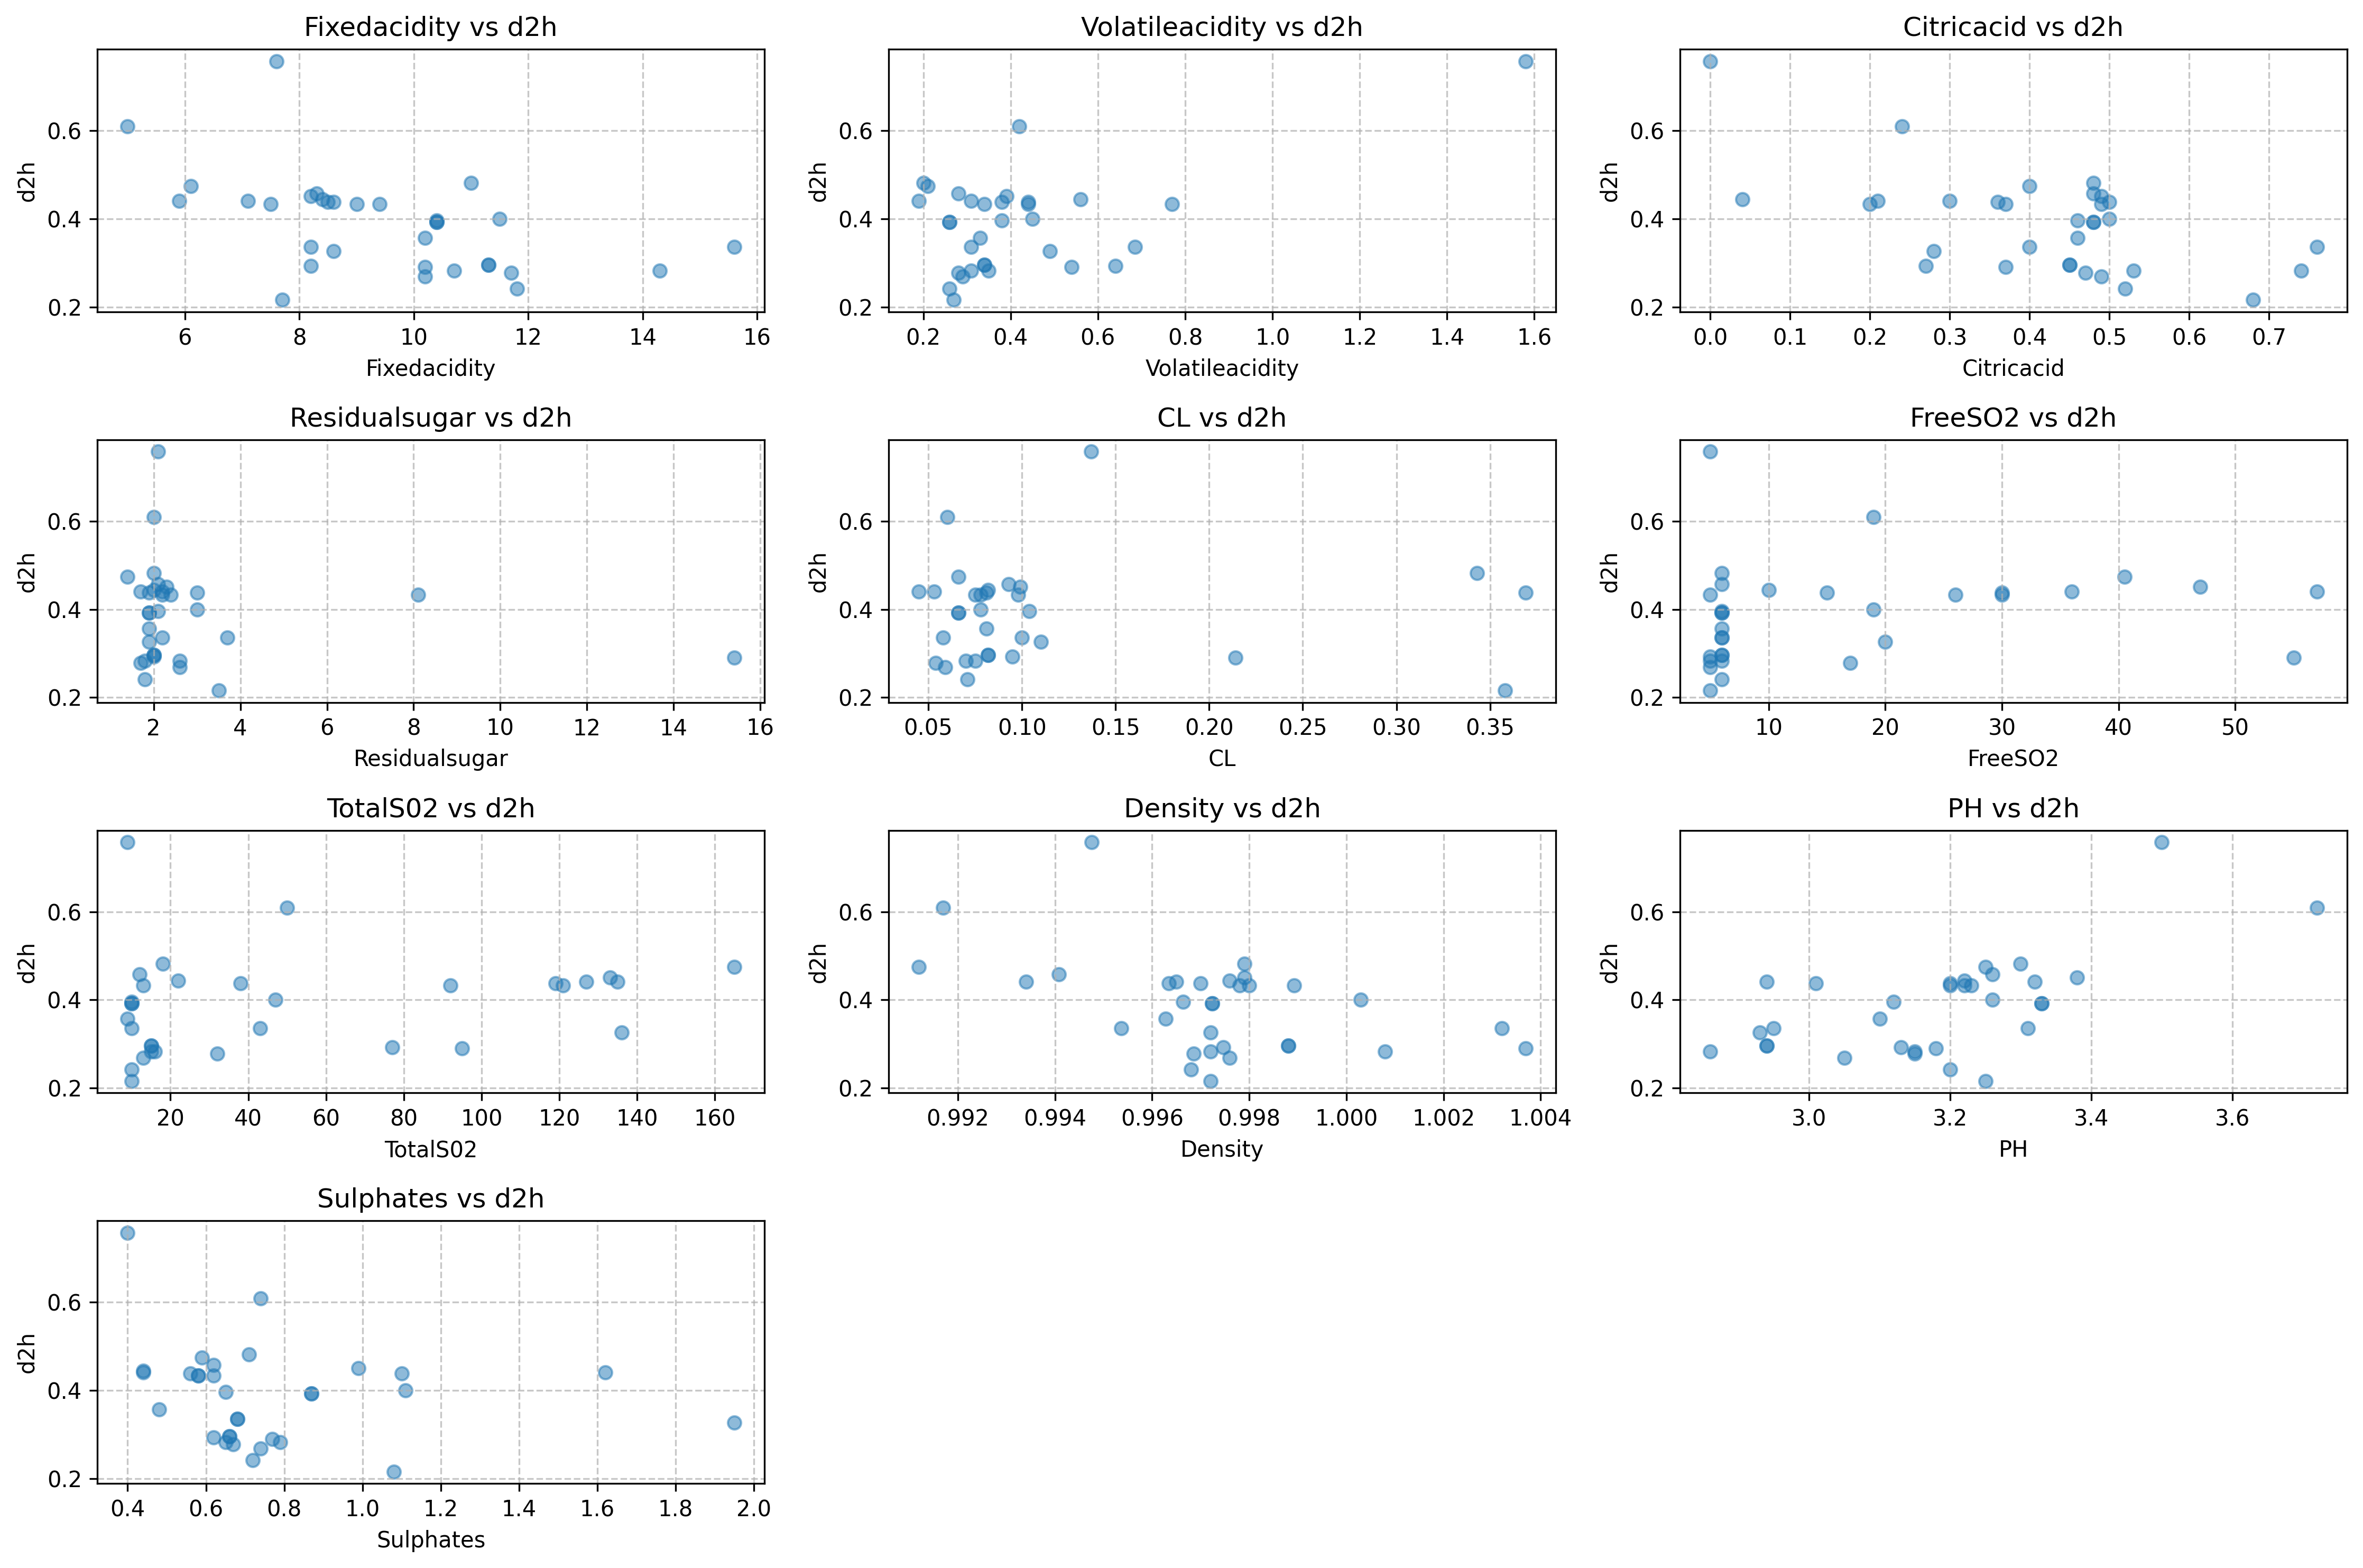 Fixedacidity vs d2h
d2h
0.6
0.4
0.2
6 8 10 12 14 16
Fixedacidity
Volatileacidity vs d2h
d2h
0.6
0.4
0.2
0.2 0.4 0.6 0.8 1.0 1.2 1.4 1.6
Volatileacidity
Citricacid vs d2h
d2h
0.6
0.4
0.2
0.0 0.1 0.2 0.3 0.4 0.5 0.6 0.7
Citricacid
Residualsugar vs d2h
d2h
0.6
0.4
0.2
2 4 6 8 10 12 14 16
Residualsugar
CL vs d2h
d2h
0.6
0.4
0.2
0.05 0.10 0.15 0.20 0.25 0.30 0.35
CL
FreeSO2 vs d2h
d2h
0.6
0.4
0.2
10 20 30 40 50
FreeSO2
TotalS02 vs d2h
d2h
0.6
0.4
0.2
20 40 60 80 100 120 140 160
TotalS02
Density vs d2h
d2h
0.6
0.4
0.2
0.992 0.994 0.996 0.998 1.000 1.002 1.004
Density
PH vs d2h
d2h
0.6
0.4
0.2
3.0 3.2 3.4 3.6
PH
Sulphates vs d2h
d2h
0.6
0.4
0.2
0.4 0.6 0.8 1.0 1.2 1.4 1.6 1.8 2.0
Sulphates